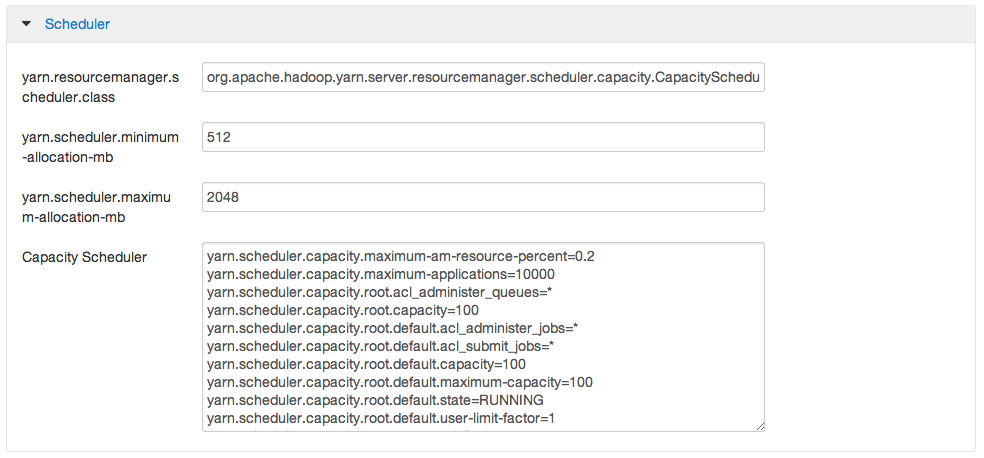 Scheduler
yarn.resourcemanager.s
cheduler.class
org.apache.hadoop.yarn.server.resourcemanager.scheduler.capacity.CapacitySchedu
yarn.scheduler.minimum
-allocation-mb
512
yarn.scheduler.maximu
m-allocation-mb
2048
Capacity Scheduler
yarn.scheduler.capacity.maximum-am-resource-percent=0.2
yarn.scheduler.capacity.maximum-applications=10000
yarn.scheduler.capacity.root.acl_administer_queues=*
yarn.scheduler.capacity.root.capacity=100
yarn.scheduler.capacity.root.default.acl_administer_jobs=*
yarn.scheduler.capacity.root.default.acl_submit_jobs=*
yarn.scheduler.capacity.root.default.capacity=100
yarn.scheduler.capacity.root.default.maximum-capacity=100
yarn.scheduler.capacity.root.default.state=RUNNING
yarn.scheduler.capacity.root.default.user-limit-factor=1